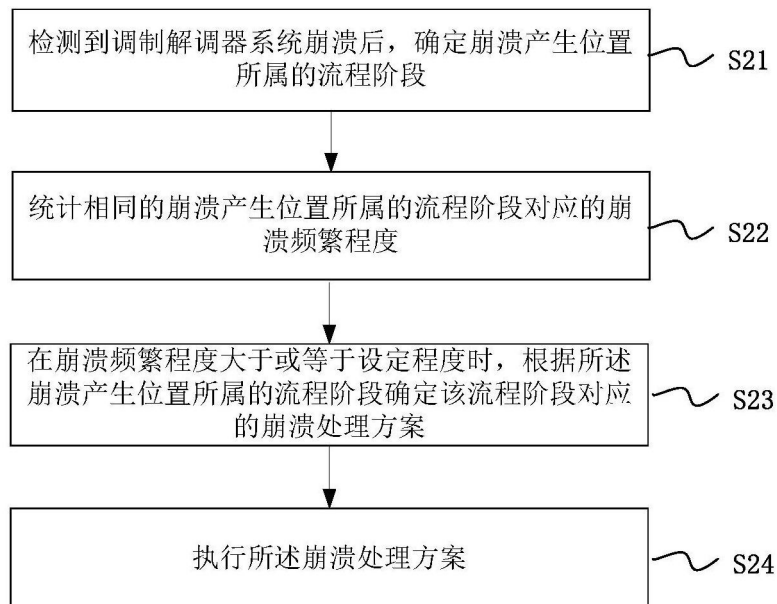 检测到调制解调器系统崩溃后，确定崩溃产生位置
所属的流程阶段
S21
统计相同的崩溃产生位置所属的流程阶段对应的崩
溃频繁程度
S22
在崩溃频繁程度大于或等于设定程度时，根据所述
崩溃产生位置所属的流程阶段确定该流程阶段对应
的崩溃处理方案
S23
执行所述崩溃处理方案
S24